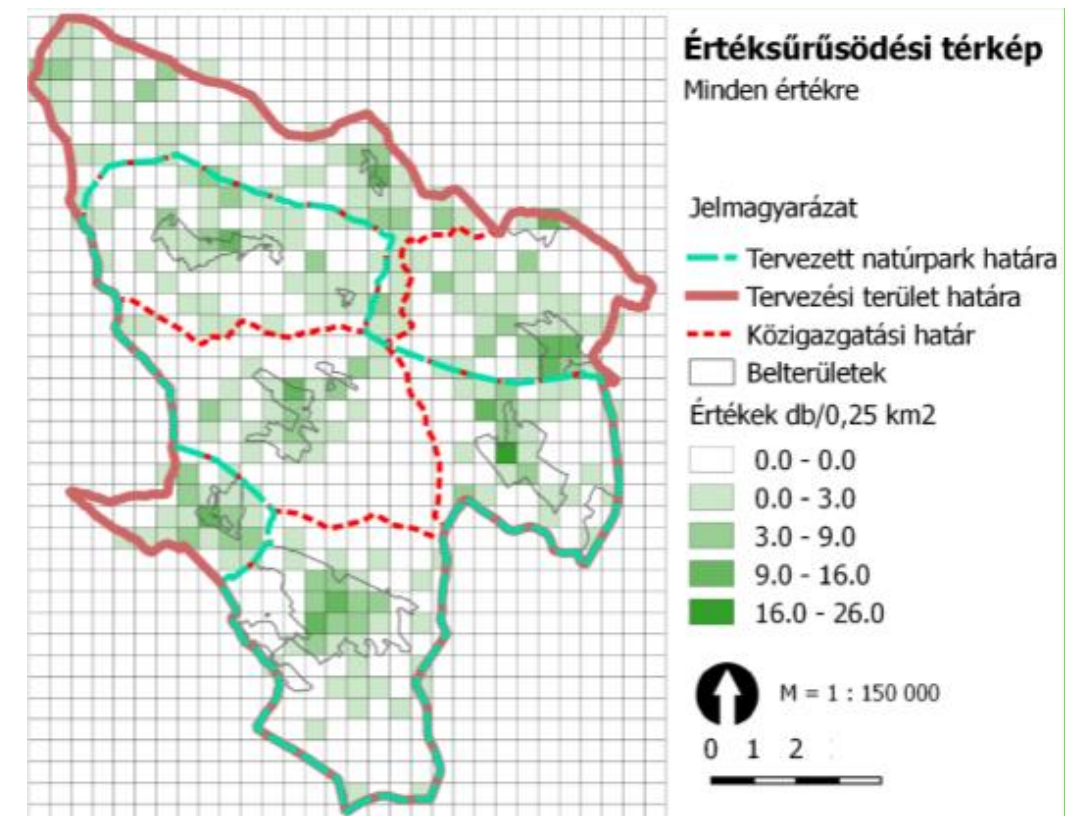 Értéksűrűsödési térkép
Minden értékre
Jelmagyarázat
Tervezett natúrpark határa
Tervezési terület határa
Közigazgatási határ
Belterületek
Értékek db/0,25 km2
0.0 - 0.0
0.0 - 3.0
3.0 - 9.0
9.0 - 16.0
16.0 - 26.0
M = 1 : 150 000
0 1 2